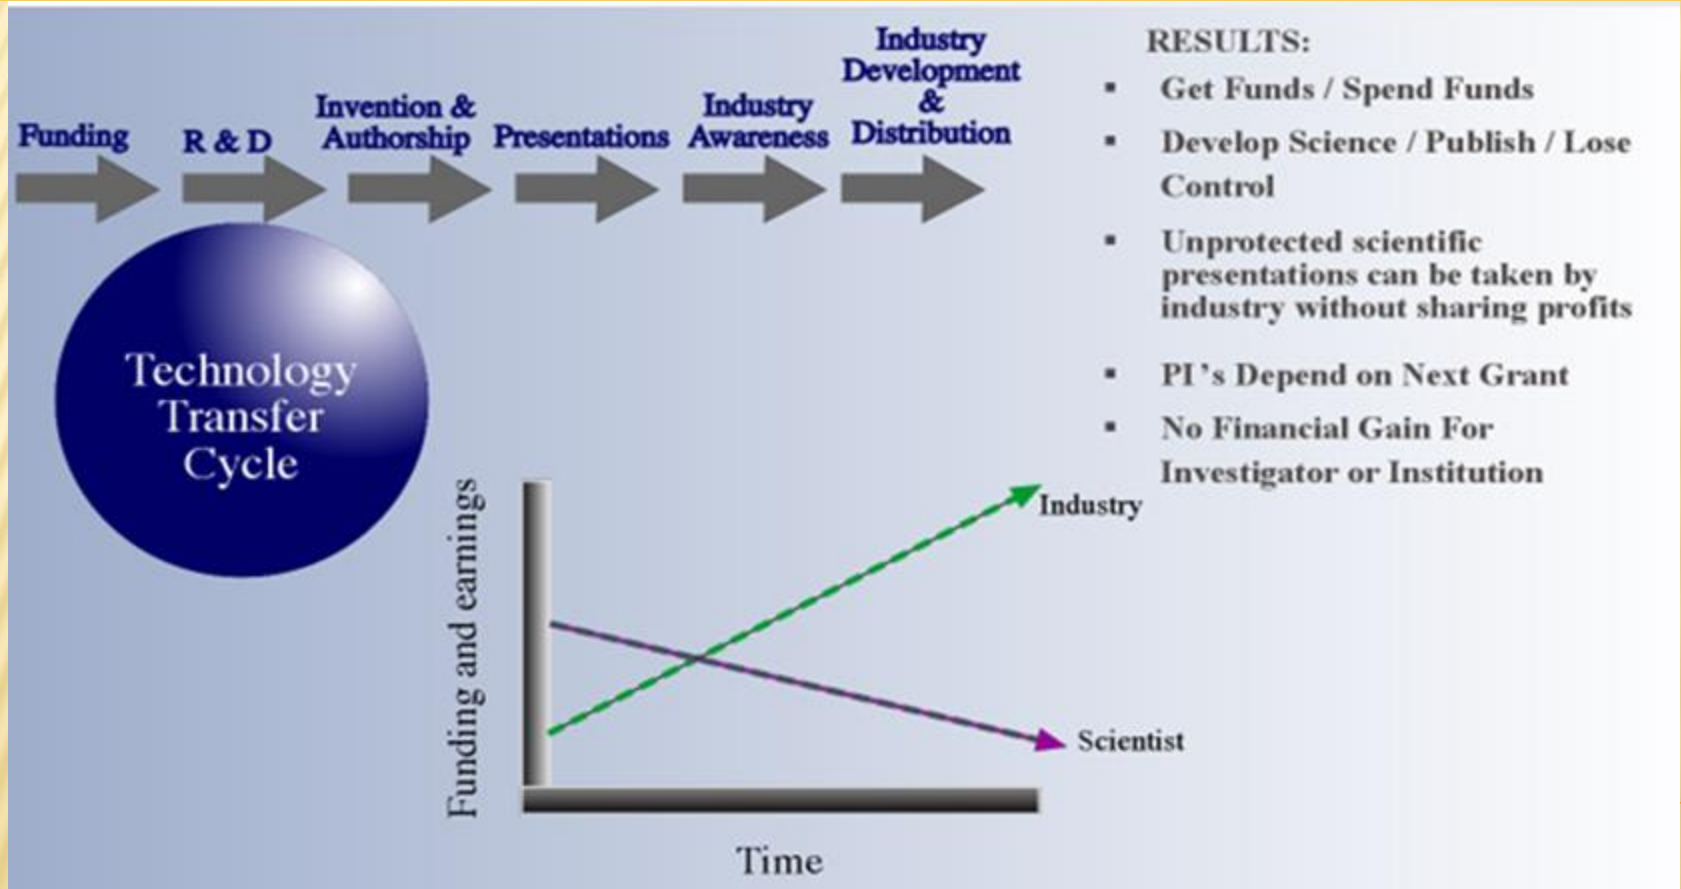 Funding
R & D
Invention &
Authorship
Presentations
Industry
Awareness
Industry
Development
&
Distribution
Technology
Transfer
Cycle
Funding and earnings
Time
Industry
Scientist
RESULTS:
▪ Get Funds / Spend Funds
▪ Develop Science / Publish / Lose
Control
▪ Unprotected scientific
presentations can be taken by
industry without sharing profits
▪ PI’s Depend on Next Grant
▪ No Financial Gain For
Investigator or Institution